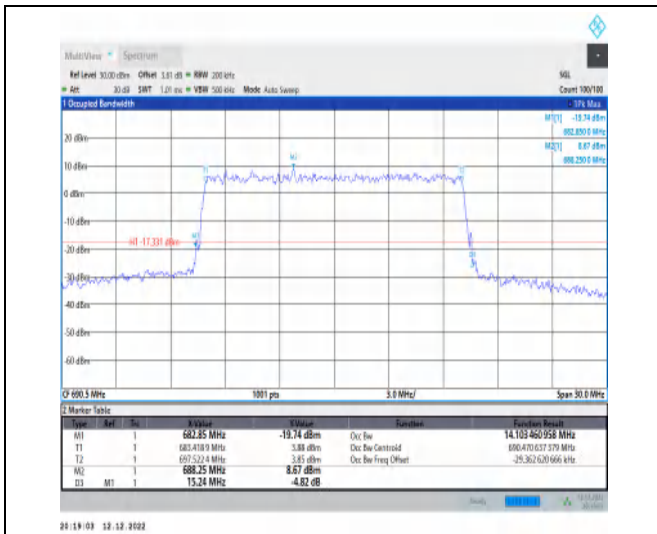 MultiView Spectrum
Ref Level 30.00 dBm Offset 3.81 dB RBW 200 kHz SGL
Att 30 dB SWT 1.01 ms VBW 500 kHz Mode Auto Sweep Count 100/100
1 Occupied Bandwidth 1Pk Max
M1[1] -19.74 dBm
682.850 0 MHz
M2[1] 8.67 dBm
688.250 0 MHz
20 dBm
10 dBm
0 dBm
-10 dBm
-20 dBm
-30 dBm
-40 dBm
-50 dBm
-60 dBm
H1 -17.331 dBm
M2
T1
M1
CF 690.5 MHz 1001 pts 3.0 MHz/ Span 30.0 MHz
2 Marker Table
Type Ref Trc X-Value Y-Value Function Function Result
M1 1 682.85 MHz -19.74 dBm Occ Bw 14.103 460 958 MHz
T1 1 683.418 9 MHz 3.88 dBm Occ Bw Centroid 690.470 637 379 MHz
T2 1 697.522 4 MHz 3.85 dBm Occ Bw Freq Offset -29.362 620 666 kHz
M2 1 688.25 MHz 8.67 dBm
D3 M1 1 15.24 MHz -4.82 dB
Ready
20:19:03 12.12.2022